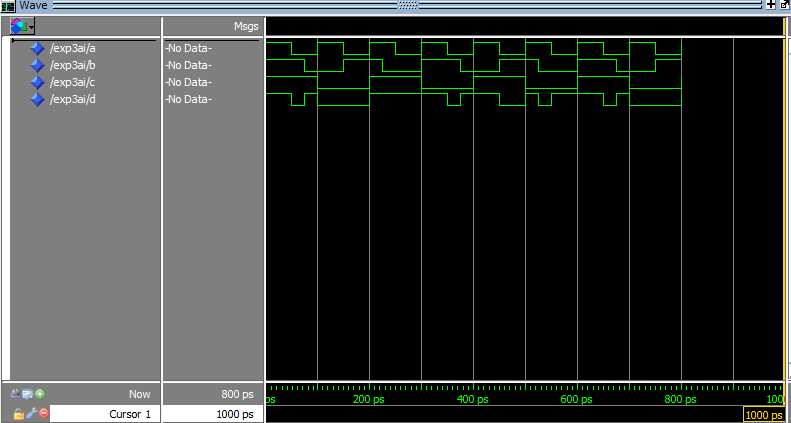 Wave
Msgs
/exp3ai/a -No Data-
/exp3ai/b -No Data-
/exp3ai/c -No Data-
/exp3ai/d -No Data-
Now 800 ps ps 200 ps 400 ps 600 ps 800 ps 100
Cursor 1 1000 ps 1000 ps